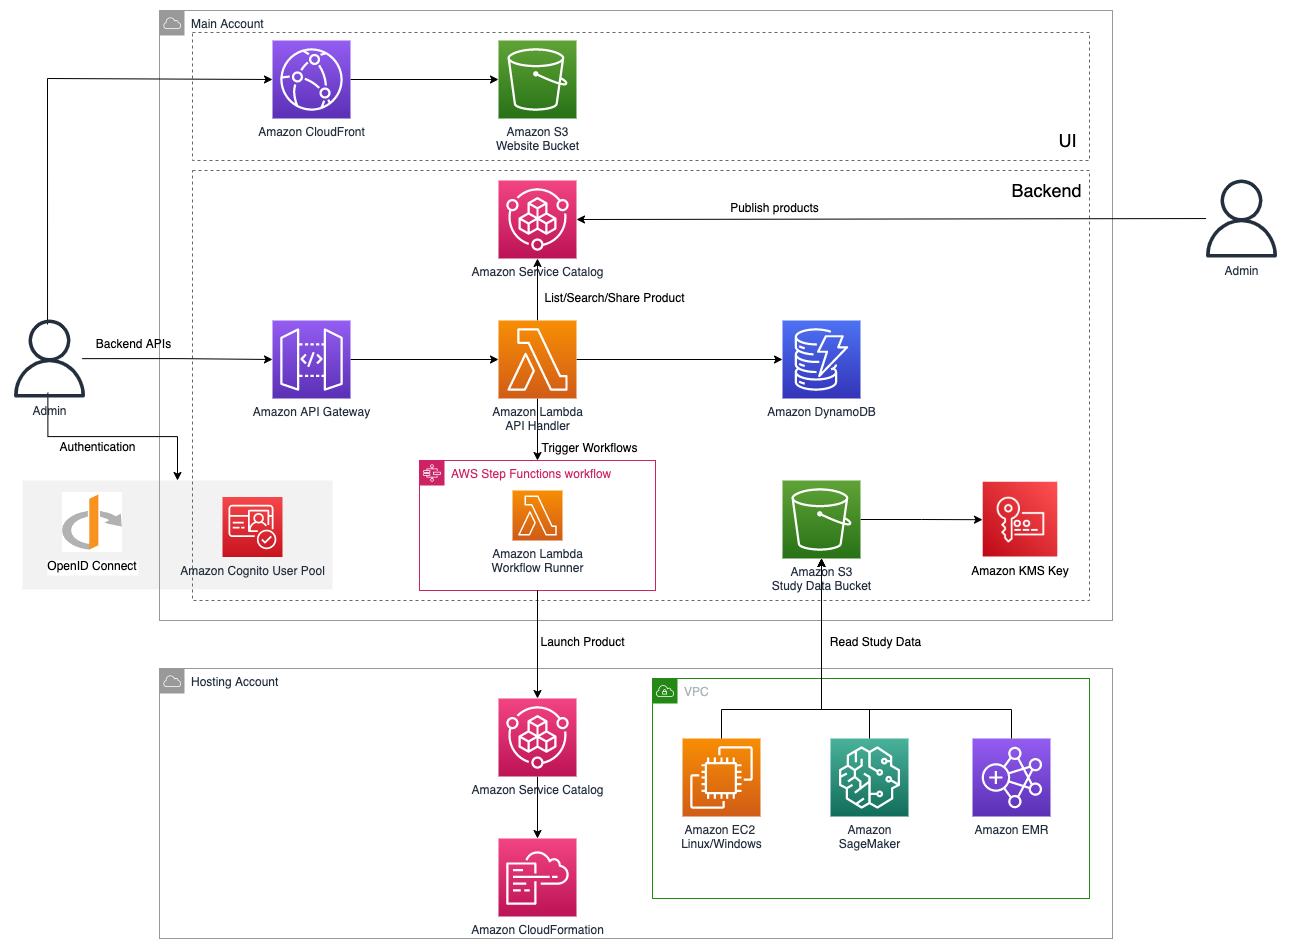 Main Account
Amazon CloudFront
Amazon S3
Website Bucket
UI
Backend
Publish products
Amazon Service Catalog
Admin
List/Search/Share Product
Backend APIs
Amazon API Gateway
Amazon Lambda
API Handler
Amazon DynamoDB
Admin
Authentication
Trigger Workflows
AWS Step Functions workflow
Amazon Lambda
Workflow Runner
OpenID Connect
Amazon Cognito User Pool
Amazon S3
Study Data Bucket
Amazon KMS Key
Launch Product
Read Study Data
Hosting Account
VPC
Amazon Service Catalog
Amazon EC2
Linux/Windows
Amazon
SageMaker
Amazon EMR
Amazon CloudFormation